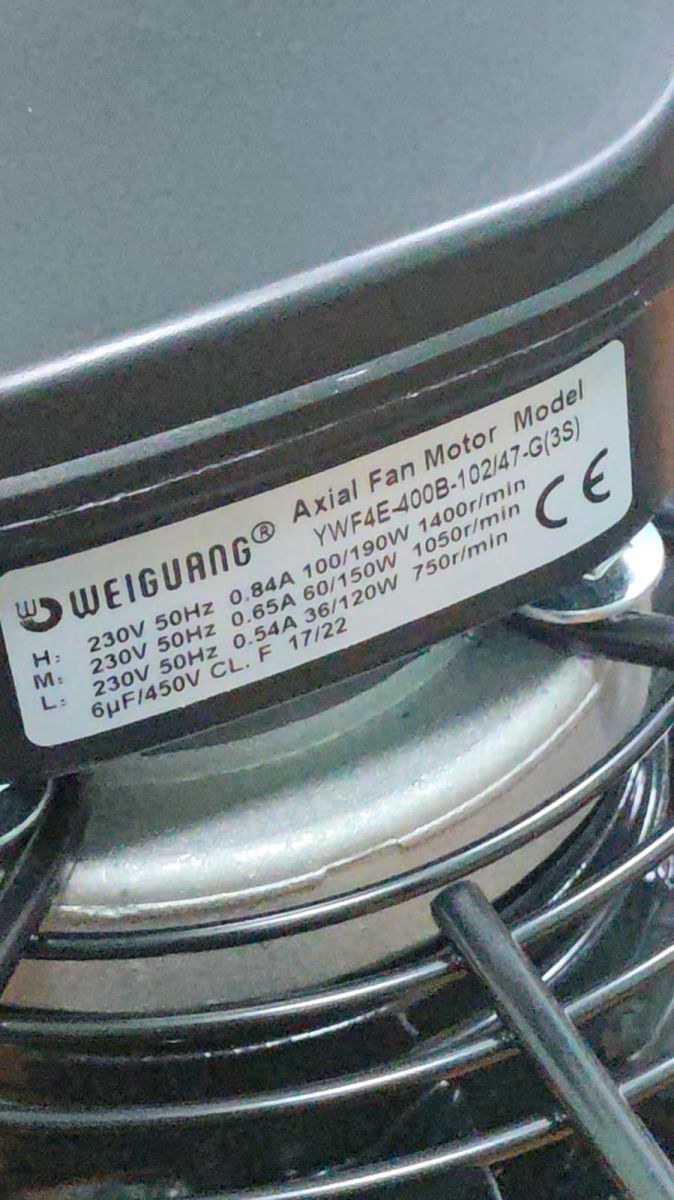 WEIGUANG® Axial Fan Motor Model
YWF4E-400B-102/47-G(3S)
H: 230V 50Hz 0.84A 100/190W 1400r/min
M: 230V 50Hz 0.65A 60/150W 1050r/min
L: 230V 50Hz 0.54A 36/120W 750r/min
6μF/450V CL. F 17/22
CE